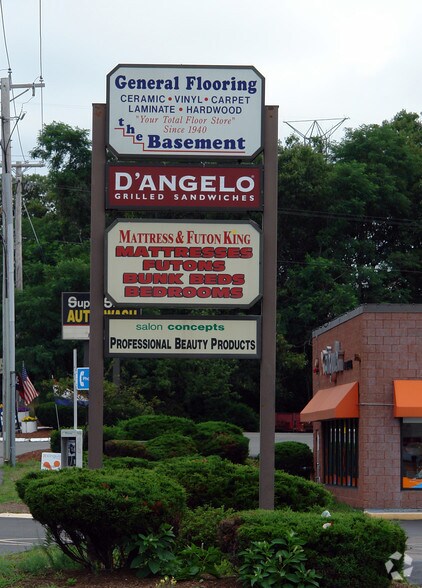 General Flooring
CERAMIC • VINYL • CARPET
LAMINATE • HARDWOOD
"Your Total Floor Store"
Since 1940
the Basement
D'ANGELO
GRILLED SANDWICHES
MATTRESS & FUTON KING
MATTRESSES
FUTONS
BUNK BEDS
BEDROOMS
salon concepts
PROFESSIONAL BEAUTY PRODUCTS